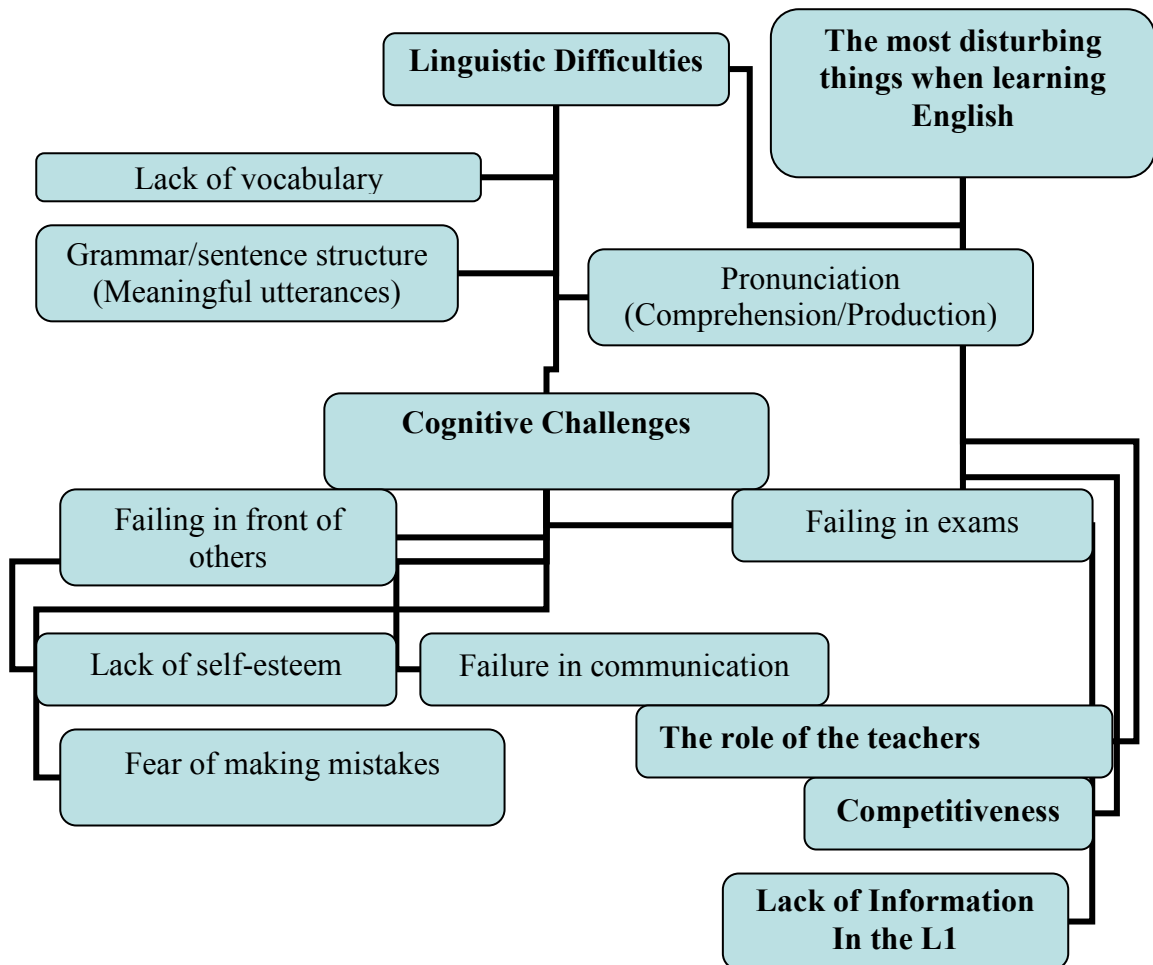 The most disturbing
things when learning
English
Linguistic Difficulties
Lack of vocabulary
Grammar/sentence structure
(Meaningful utterances)
Pronunciation
(Comprehension/Production)
Cognitive Challenges
Failing in front of
others
Failing in exams
Lack of self-esteem
Failure in communication
Fear of making mistakes
The role of the teachers
Competitiveness
Lack of Information
In the L1